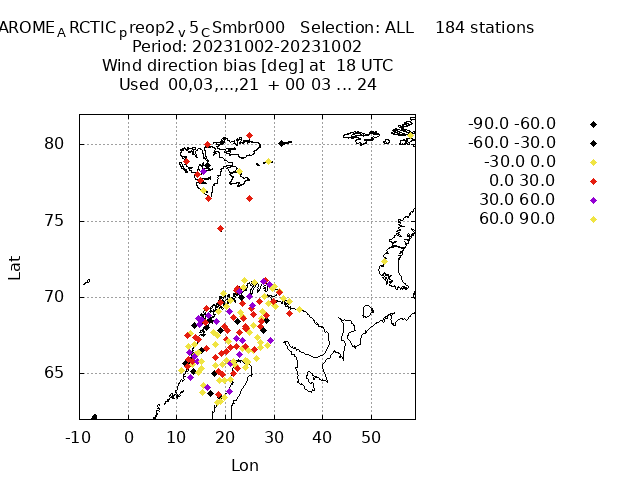 AROME_ARCTIC_preop2_v5_CSmbr000 Selection: ALL 184 stations
Period: 20231002-20231002
Wind direction bias [deg] at 18 UTC
Used 00,03,...,21 + 00 03 ... 24
-90.0 -60.0
-60.0 -30.0
-30.0 0.0
0.0 30.0
30.0 60.0
60.0 90.0
80
75
70
65
Lat
-10 0 10 20 30 40 50
Lon